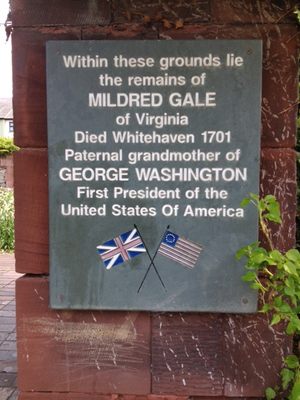 Within these grounds lie
the remains of
MILDRED GALE
of Virginia
Died Whitehaven 1701
Paternal grandmother of
GEORGE WASHINGTON
First President of the
United States Of America